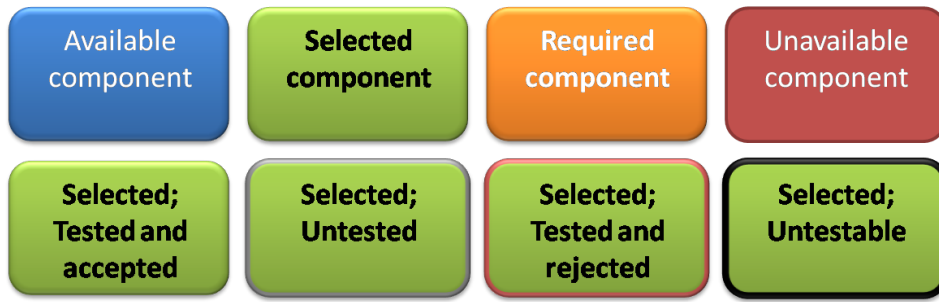 Available
component
Selected
component
Required
component
Unavailable
component
Selected;
Tested and
accepted
Selected;
Untested
Selected;
Tested and
rejected
Selected;
Untestable